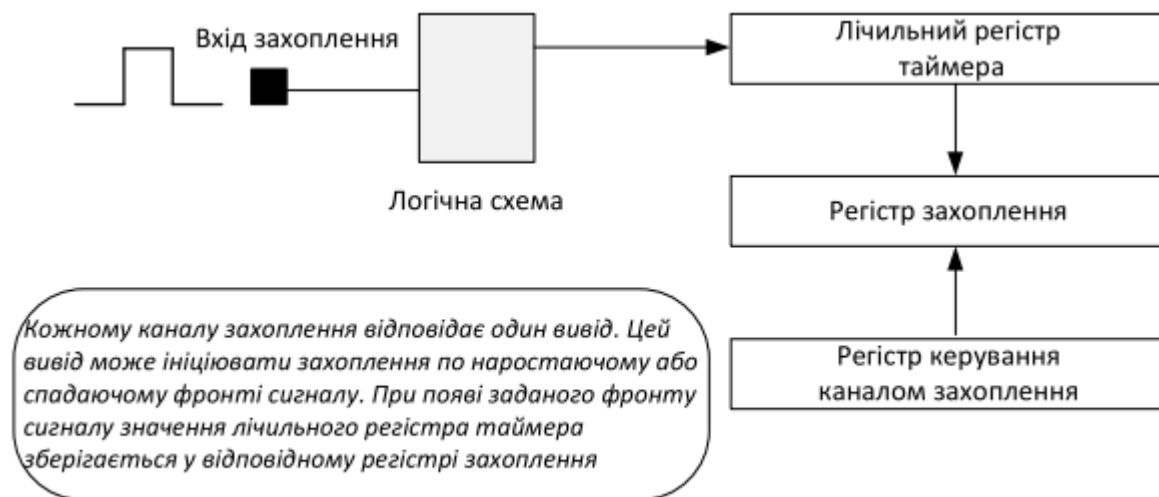 Вхід захоплення
Логічна схема
Лічильний регістр
таймера
Регістр захоплення
Регістр керування
каналом захоплення
Кожному каналу захоплення відповідає один вивід. Цей
вивід може ініціювати захоплення по наростаючому або
спадаючому фронті сигналу. При появі заданого фронту
сигналу значення лічильного регістра таймера
зберігається у відповідному регістрі захоплення